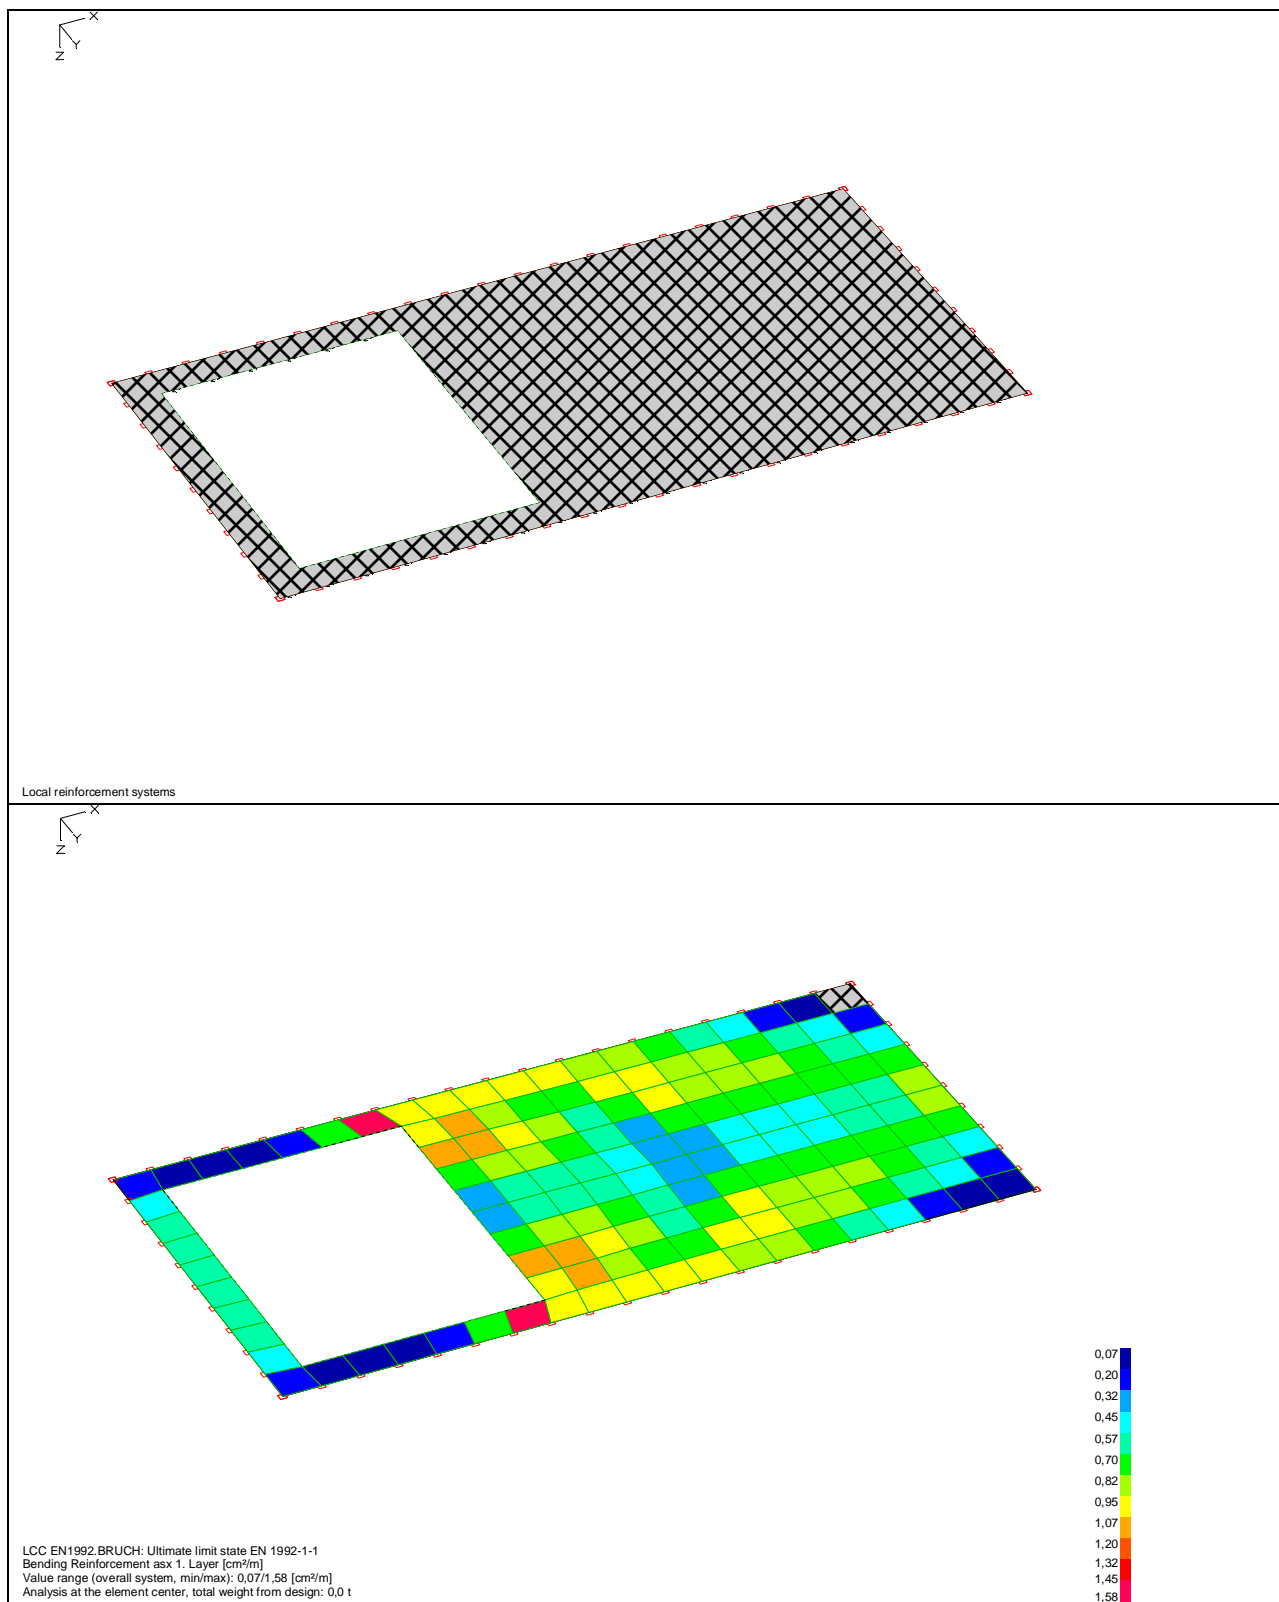 X
Y
Z
Local reinforcement systems
X
Y
Z
0,07
0,20
0,32
0,45
0,57
0,70
0,82
0,95
1,07
1,20
1,32
1,45
1,58
LCC EN1992.BRUCH: Ultimate limit state EN 1992-1-1
Bending Reinforcement asx 1. Layer [cm²/m]
Value range (overall system, min/max): 0,07/1,58 [cm²/m]
Analysis at the element center, total weight from design: 0,0 t